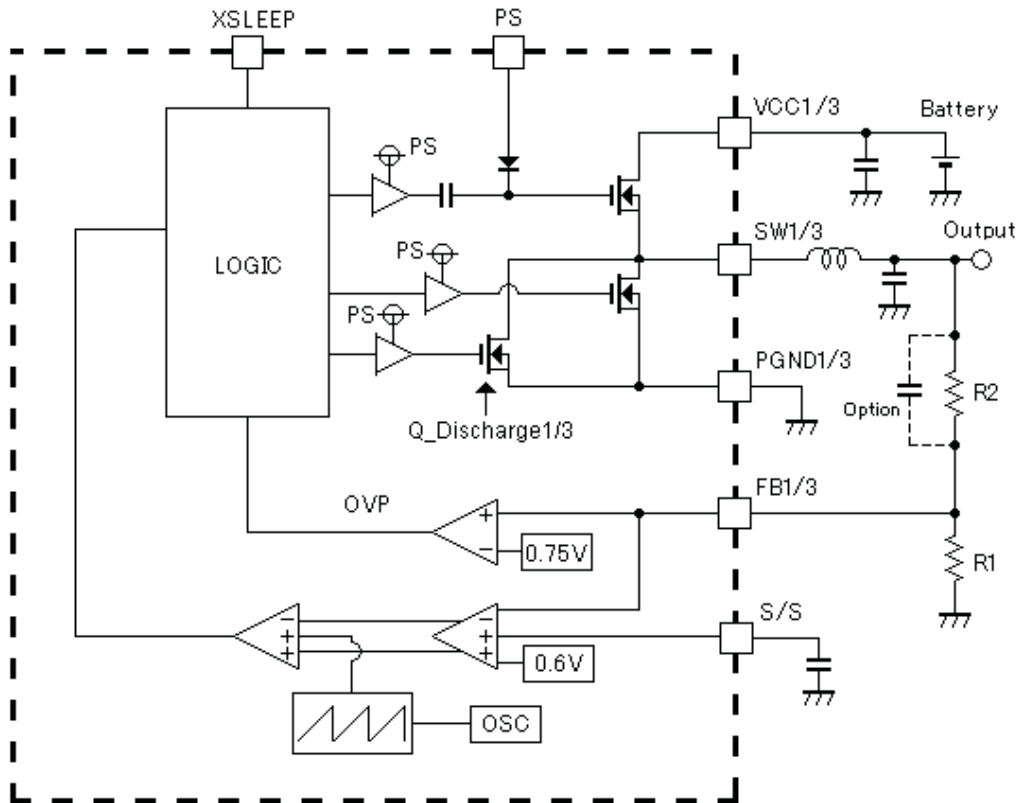 XSLEEP
PS
VCC1/3
Battery
PS
SW1/3
Output
LOGIC
PS
PS
PGND1/3
R2
Option
Q_Discharge1/3
FB1/3
OVP
+
−
0.75V
R1
S/S
−
+
+
−
+
+
0.6V
OSC